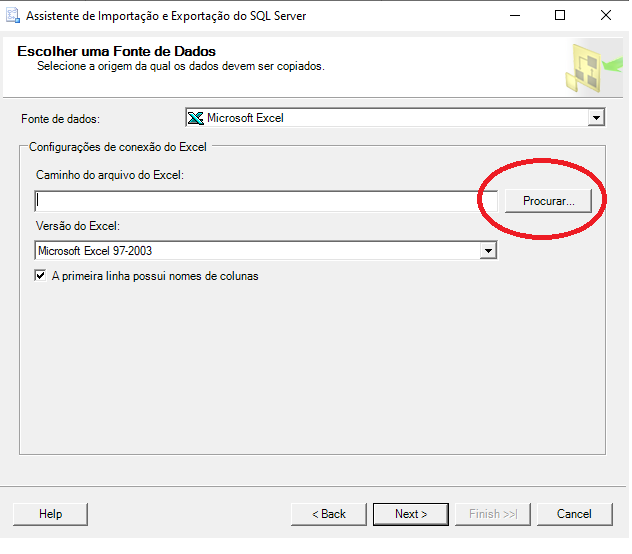 Assistente de Importação e Exportação do SQL Server
Escolher uma Fonte de Dados
Selecione a origem da qual os dados devem ser copiados.
Fonte de dados: Microsoft Excel
Configurações de conexão do Excel
Caminho do arquivo do Excel:
Procurar...
Versão do Excel:
Microsoft Excel 97-2003
A primeira linha possui nomes de colunas
Help < Back Next > Finish >>| Cancel